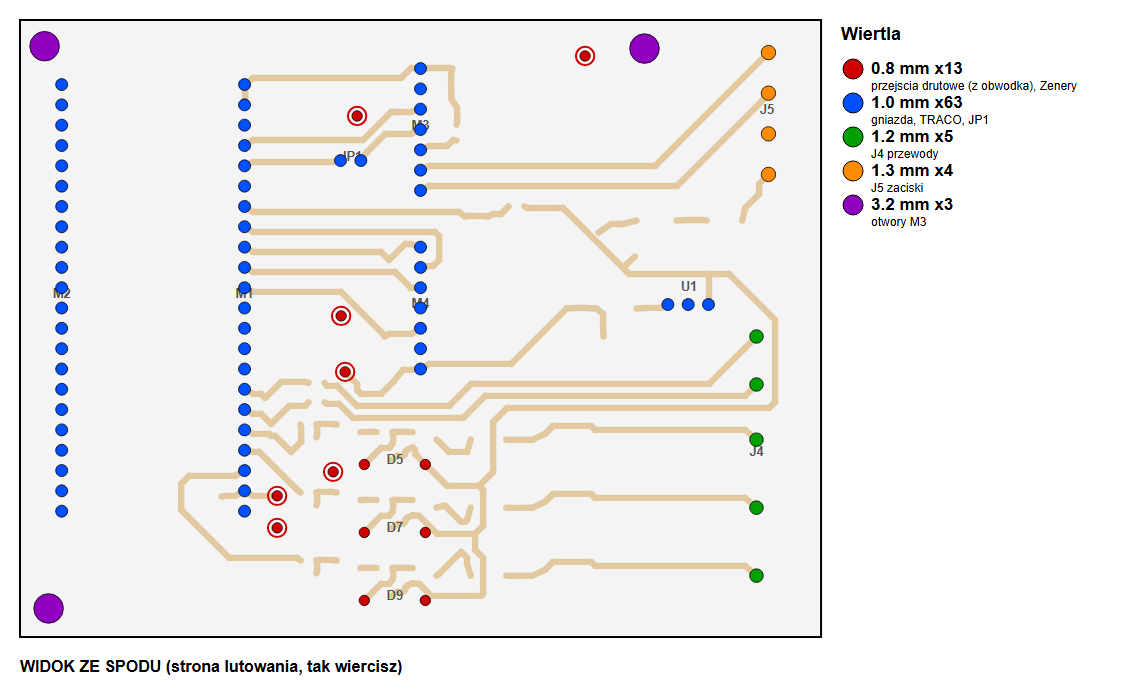 Wiertla
0.8 mm x13
przejscia drutowe (z obwodka), Zenery
1.0 mm x63
gniazda, TRACO, JP1
1.2 mm x5
J4 przewody
1.3 mm x4
J5 zaciski
3.2 mm x3
otwory M3
J5
M3
JP1
U1
M2
M1
M4
J4
D5
D7
D9
WIDOK ZE SPODU (strona lutowania, tak wiercisz)